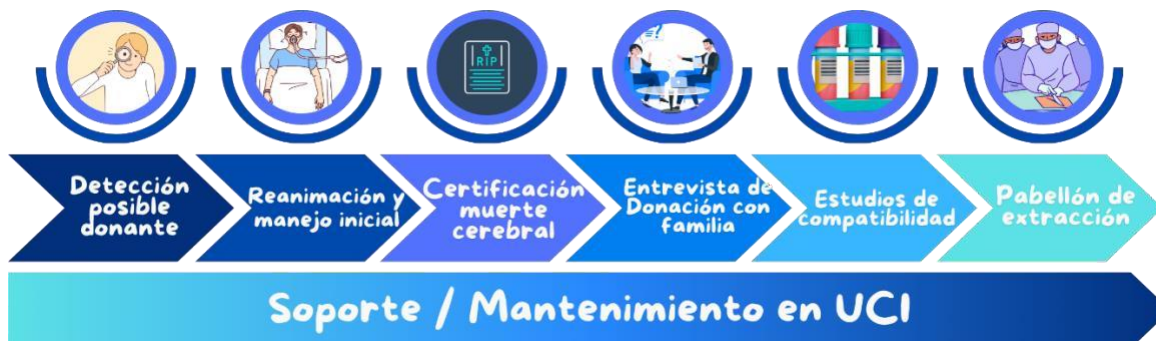 RIP
Detección
posible
donante
Reanimación y
manejo inicial
Certificación
muerte
cerebral
Entrevista de
Donación con
familia
Estudios de
compatibilidad
Pabellón de
extracción
Soporte / Mantenimiento en UCI